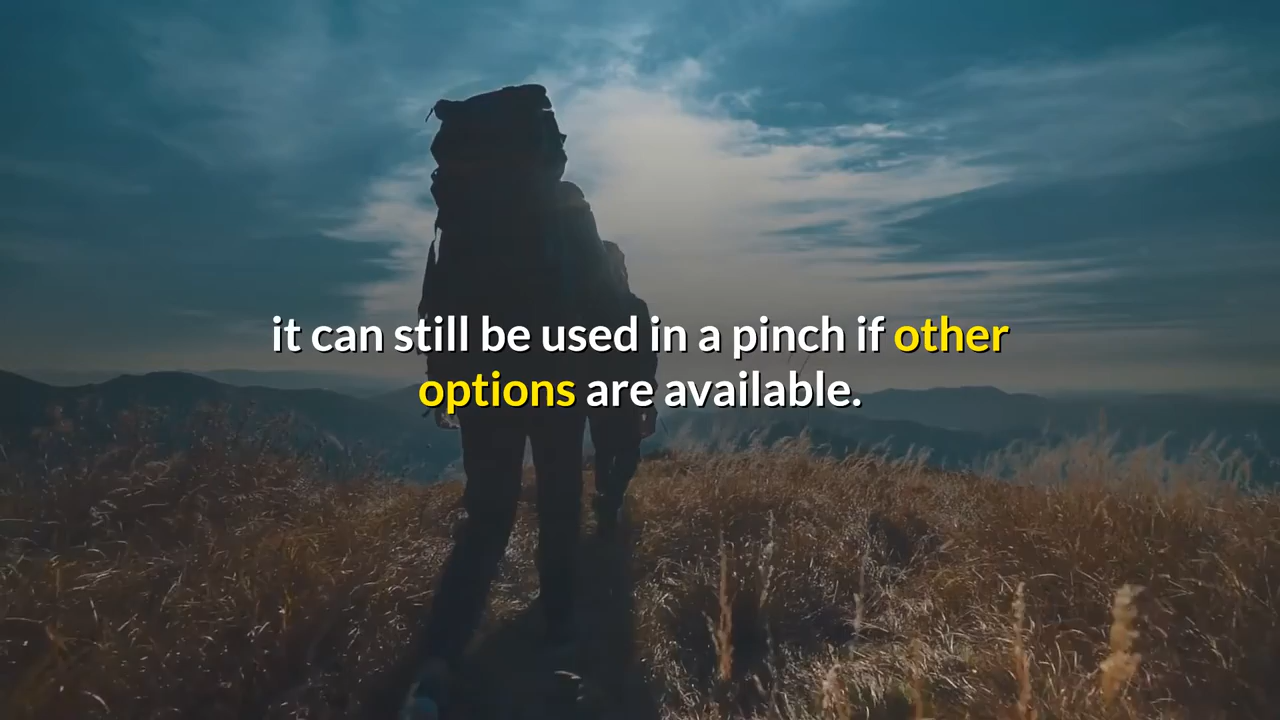 it can still be used in a pinch if other
options are available.